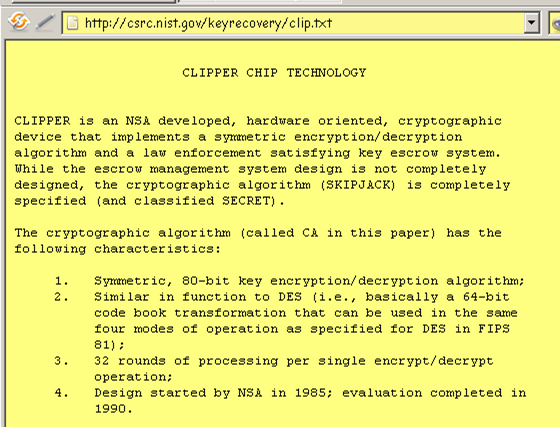 http://csrc.nist.gov/keyrecovery/clip.txt
CLIPPER CHIP TECHNOLOGY
CLIPPER is an NSA developed, hardware oriented, cryptographic
device that implements a symmetric encryption/decryption
algorithm and a law enforcement satisfying key escrow system.
While the escrow management system design is not completely
designed, the cryptographic algorithm (SKIPJACK) is completely
specified (and classified SECRET).
The cryptographic algorithm (called CA in this paper) has the
following characteristics:
1. Symmetric, 80-bit key encryption/decryption algorithm;
2. Similar in function to DES (i.e., basically a 64-bit
code book transformation that can be used in the same
four modes of operation as specified for DES in FIPS
81);
3. 32 rounds of processing per single encrypt/decrypt
operation;
4. Design started by NSA in 1985; evaluation completed in
1990.